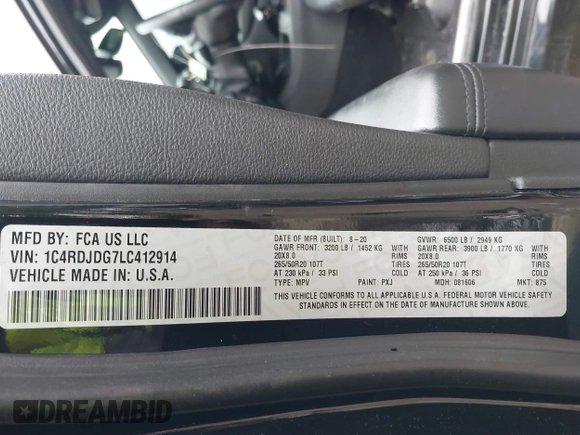 MFD BY: FCA US LLC
VIN: 1C4RDJDG7LC412914
VEHICLE MADE IN: U.S.A.
DATE OF MFR (BUILT): 8-20 GVWR: 6500 LB / 2949 KG
GAWR FRONT: 3200 LB / 1452 KG GAWR REAR: 3900 LB / 1770 KG
20X8.0 RIMS 20X8.0 RIMS
265/50R20 107T TIRES 265/50R20 107T TIRES
AT 230 kPa / 33 PSI AT 250 kPa / 36 PSI
TYPE: MPV PAINT: PXJ MDH: 081606 MKT: 875
THIS VEHICLE CONFORMS TO ALL APPLICABLE U.S.A. FEDERAL MOTOR VEHICLE SAFETY
STANDARDS IN EFFECT ON THE DATE OF MANUFACTURE SHOWN ABOVE.
DREAMBID